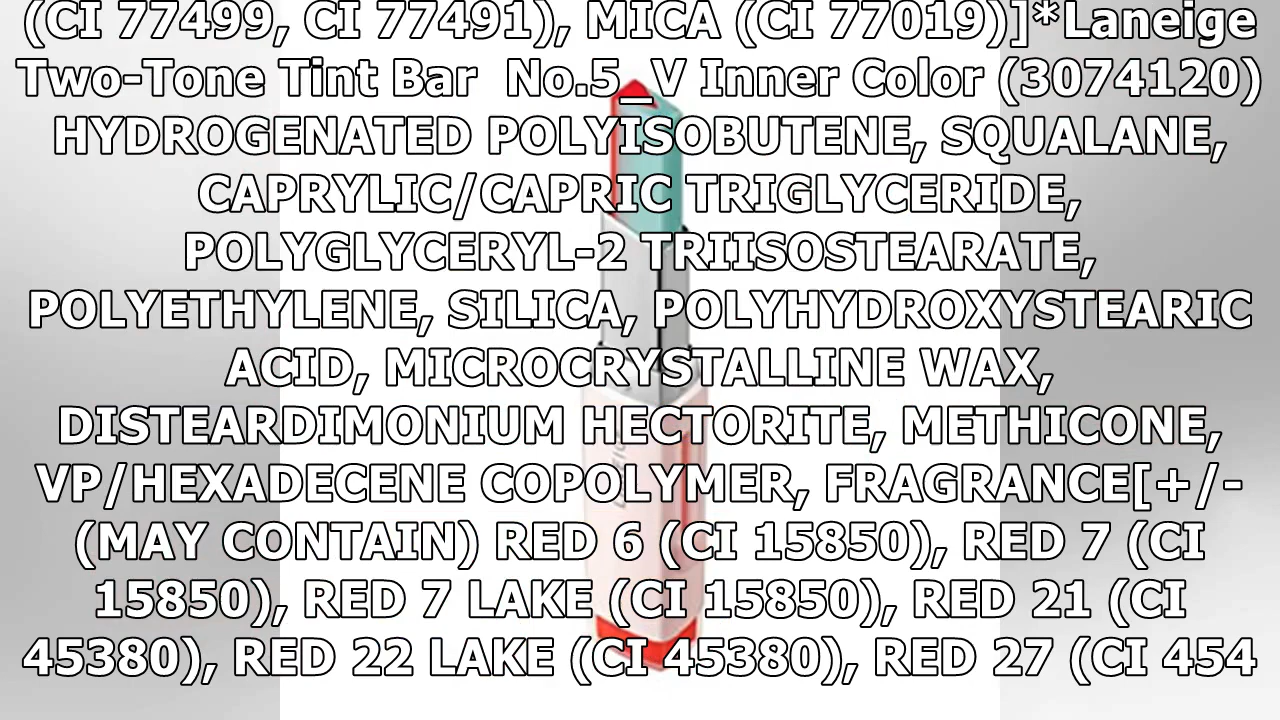 (CI 77499, CI 77491), MICA (CI 77019)]*Laneige
Two-Tone Tint Bar  No.5_V Inner Color (3074120)
HYDROGENATED POLYISOBUTENE, SQUALANE,
CAPRYLIC/CAPRIC TRIGLYCERIDE,
POLYGLYCERYL-2 TRIISOSTEARATE,
POLYETHYLENE, SILICA, POLYHYDROXYSTEARIC
ACID, MICROCRYSTALLINE WAX,
DISTEARDIMONIUM HECTORITE, METHICONE,
VP/HEXADECENE COPOLYMER, FRAGRANCE[+/-
(MAY CONTAIN) RED 6 (CI 15850), RED 7 (CI
15850), RED 7 LAKE (CI 15850), RED 21 (CI
45380), RED 22 LAKE (CI 45380), RED 27 (CI 454